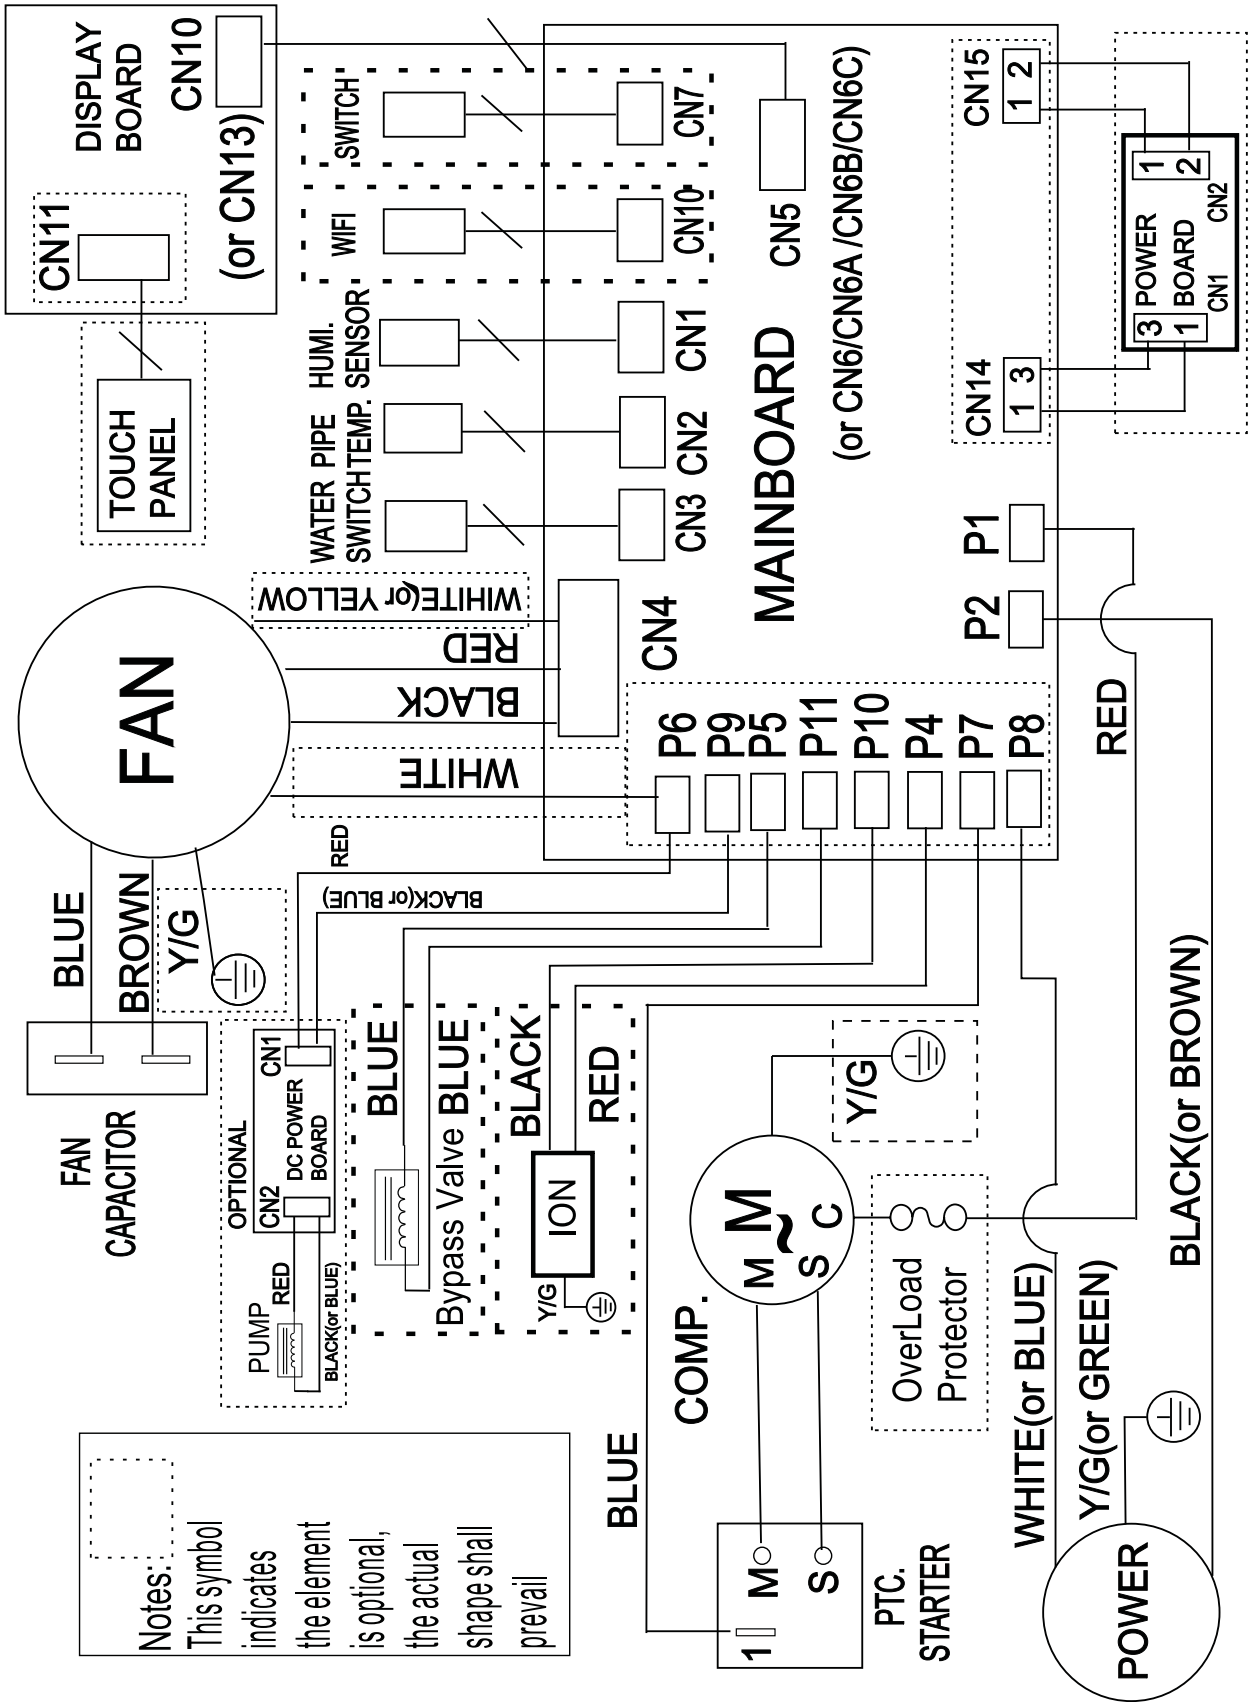 DISPLAY
BOARD
CN10
(or CN13)
CN11
TOUCH
PANEL
SWITCH
CN7
WIFI
CN10
HUMI.
SENSOR
CN1
PIPE
TEMP.
CN2
WATER
SWITCH
CN3
CN5
(or CN6/CN6A /CN6B/CN6C)
MAINBOARD
CN15
1 2
1
2
POWER
BOARD
CN2
CN1
3
1
CN14
1 3
P1
P2
FAN
WIHITE(or YELLOW
RED
BLACK
WHITE
CN4
P6
P9
P5
P11
P10
P4
P7
P8
RED
BLUE
BROWN
Y/G
RED
BLACK(or BLUE)
FAN
CAPACITOR
OPTIONAL
CN1
DC POWER
BOARD
CN2
RED
PUMP
BLACK(or BLUE)
BLUE
BLUE
Bypass Valve
BLACK
RED
ION
Y/G
Y/G
COMP.
M
~
M
S
C
OverLoad
Protector
BLUE
M
S
1
PTC.
STARTER
WHITE(or BLUE)
Y/G(or GREEN)
BLACK(or BROWN)
POWER
Notes:
This symbol
indicates
the element
is optional,
the actual
shape shall
prevail